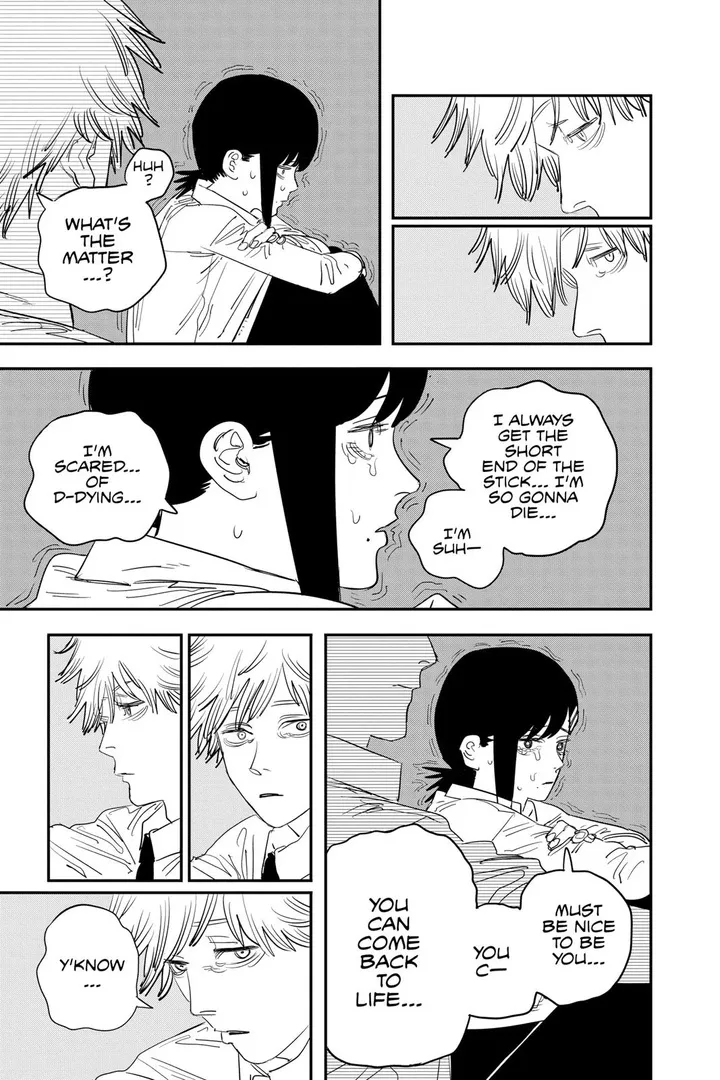 HUH
?
WHAT'S
THE
MATTER
...?
I ALWAYS
GET THE
SHORT
END OF THE
STICK... I'M
SO GONNA
DIE...
I'M
SUH—
I'M
SCARED...
OF
D-DYING...
MUST
BE NICE
TO BE
YOU...
YOU
C—
YOU
CAN
COME
BACK
TO
LIFE...
Y'KNOW
...